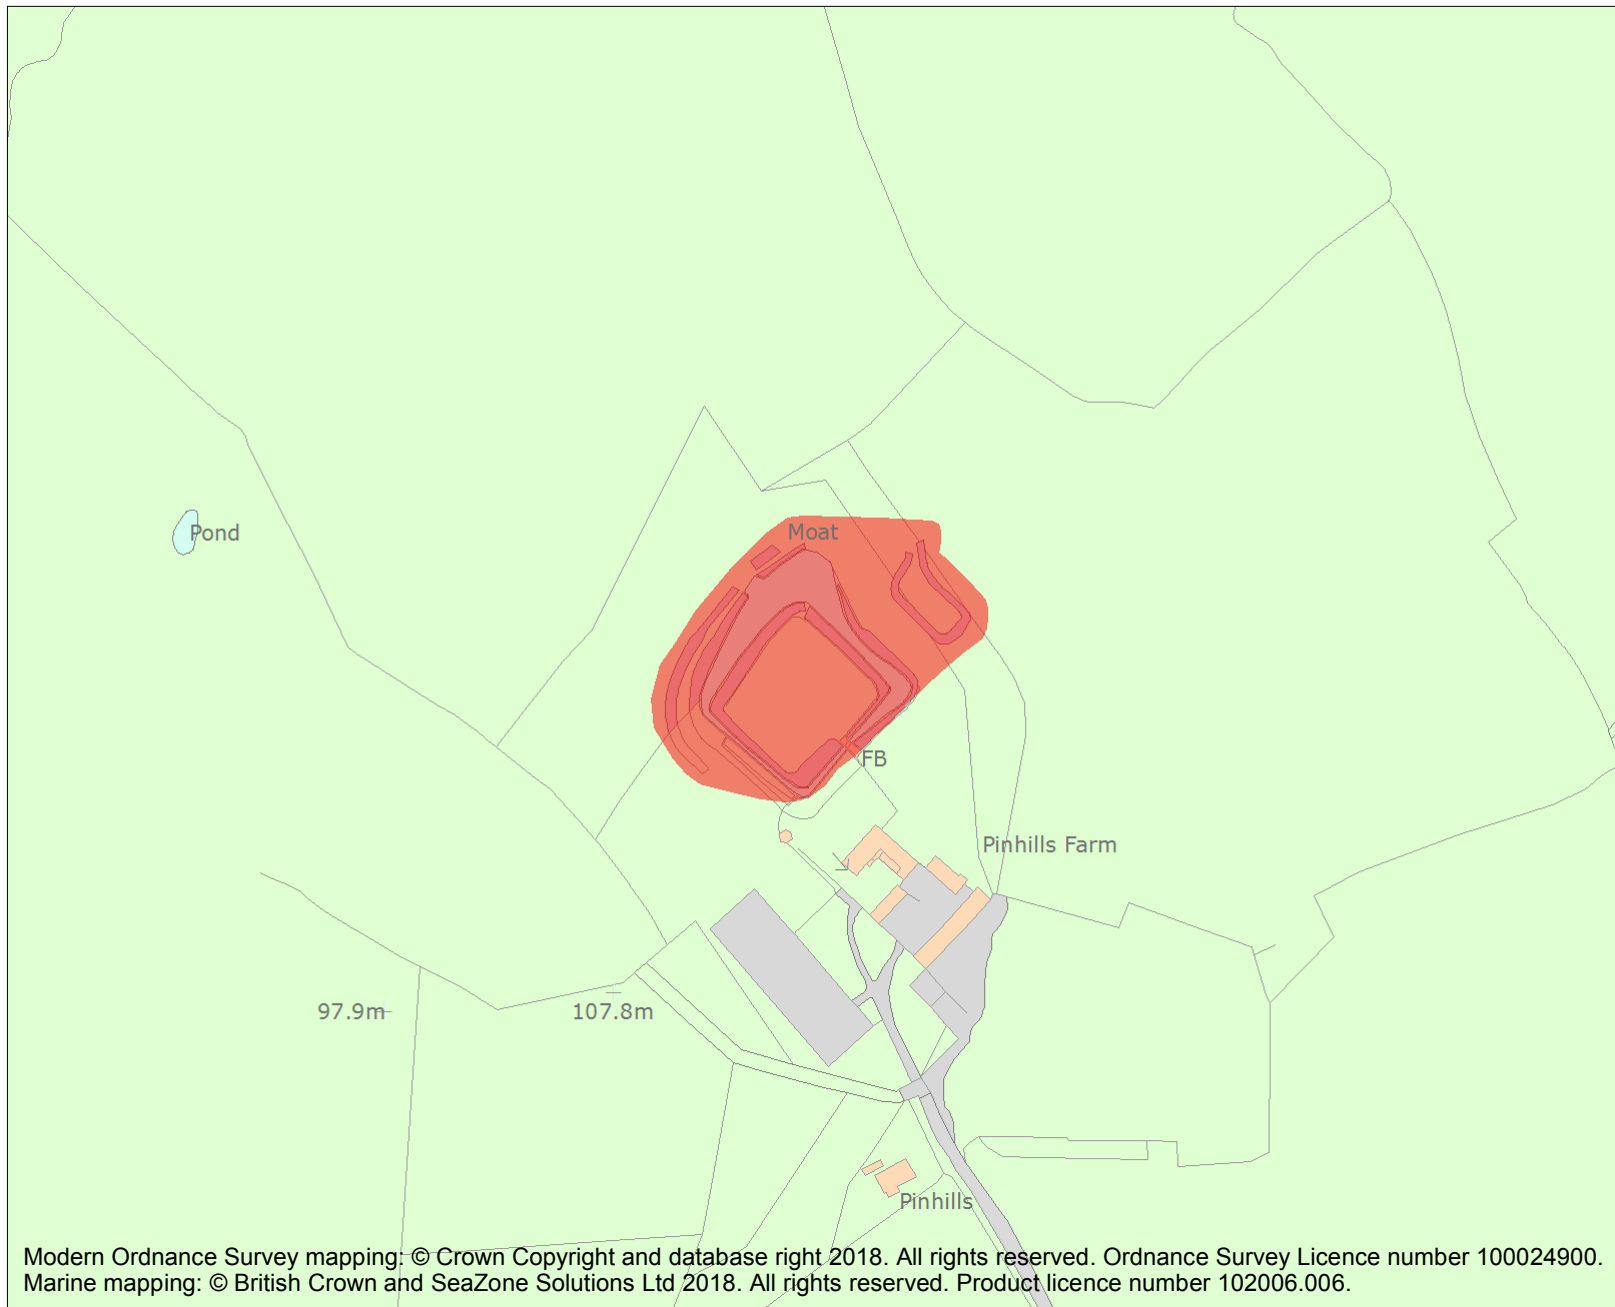 Moat
Pond
FB
Pinhills Farm
97.9m
107.8m
Pinhills
Modern Ordnance Survey mapping: © Crown Copyright and database right 2018. All rights reserved. Ordnance Survey Licence number 100024900.
Marine mapping: © British Crown and SeaZone Solutions Ltd 2018. All rights reserved. Product licence number 102006.006.